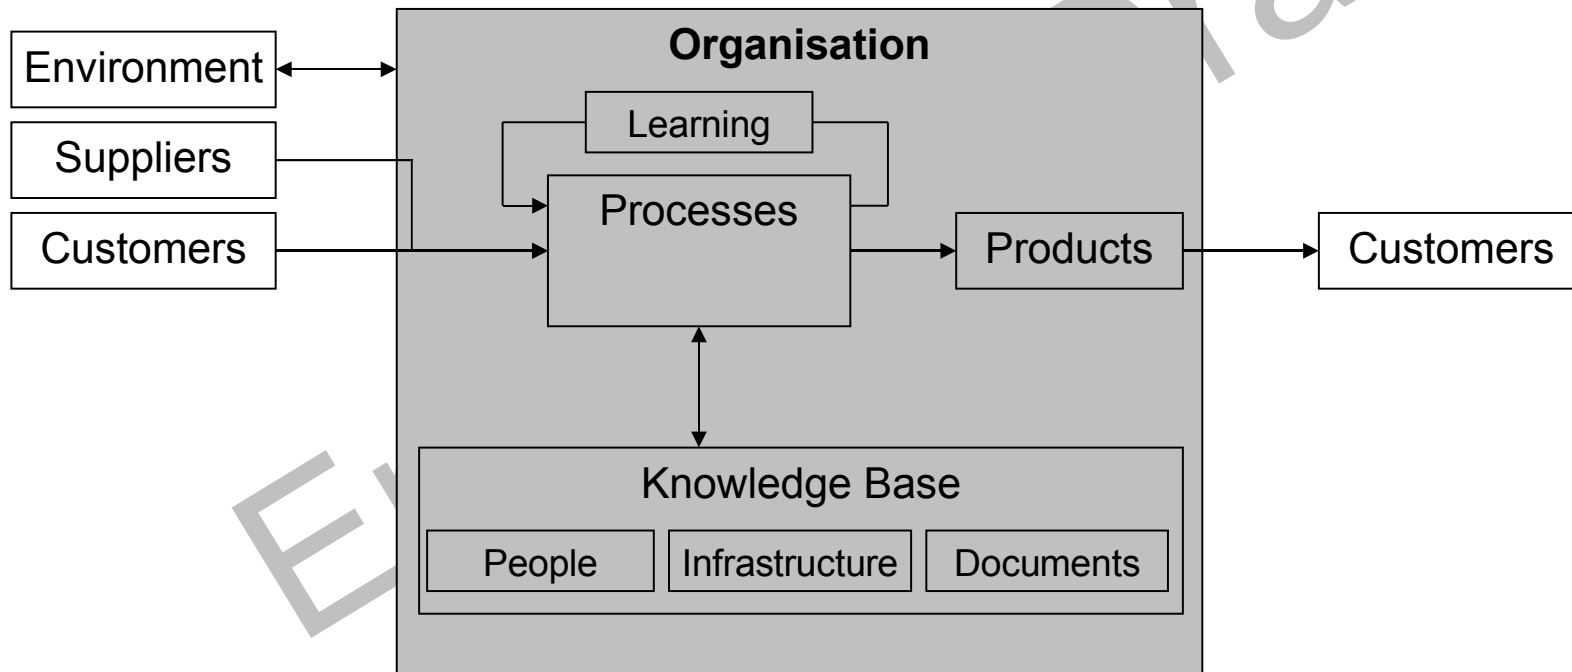 Organisation
Environment
Learning
Suppliers
Processes
Customers
Products
Customers
Knowledge Base
People
Infrastructure
Documents